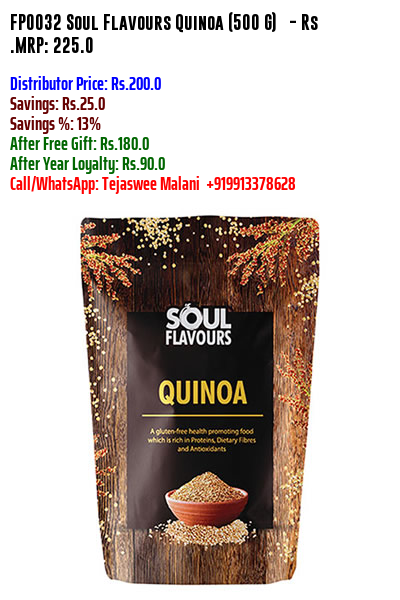 FP0032 Soul Flavours Quinoa (500 G) - Rs
.MRP: 225.0
Distributor Price: Rs.200.0
Savings: Rs.25.0
Savings %: 13%
After Free Gift: Rs.180.0
After Year Loyalty: Rs.90.0
Call/WhatsApp: Tejaswee Malani +919913378628
SOUL
FLAVOURS
QUINOA
A gluten-free health promoting food
which is rich in Proteins, Dietary Fibres
and Antioxidants